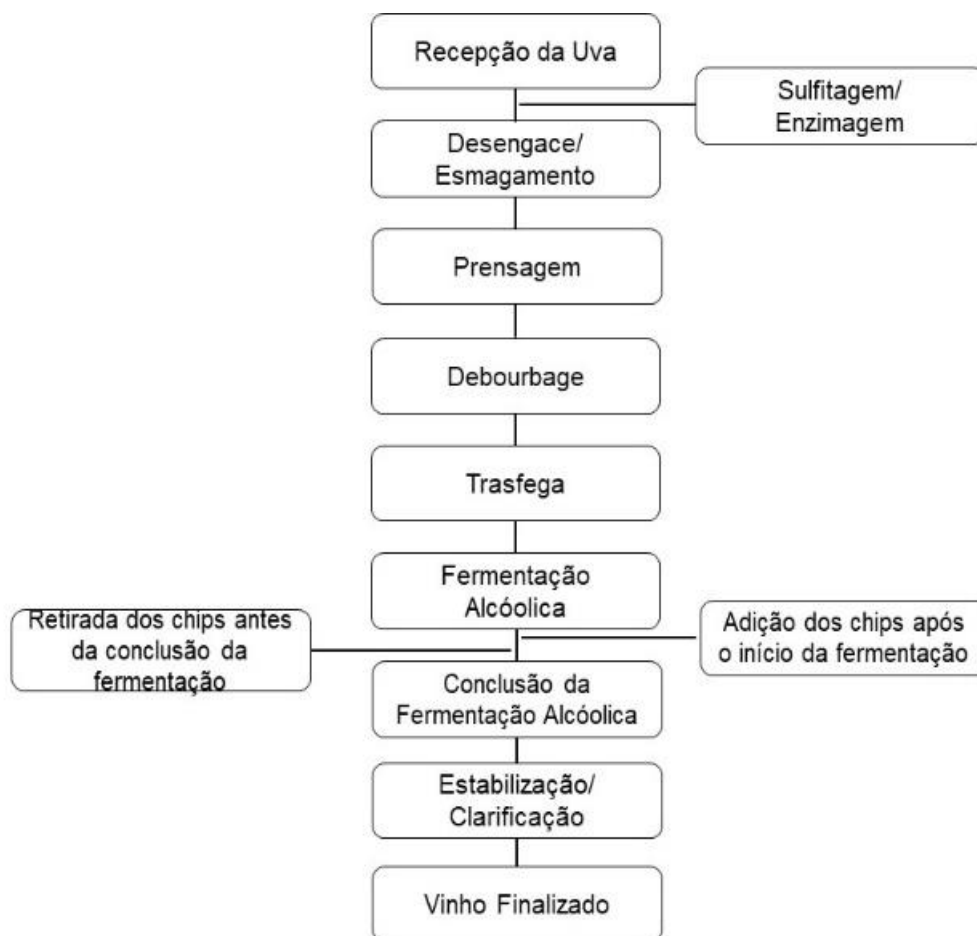 Recepção da Uva
Sulfitagem/
Enzimagem
Desengace/
Esmagamento
Prensagem
Debourbage
Trasfega
Fermentação
Alcóolica
Retirada dos chips antes
da conclusão da
fermentação
Adição dos chips após
o início da fermentação
Conclusão da
Fermentação Alcóolica
Estabilização/
Clarificação
Vinho Finalizado